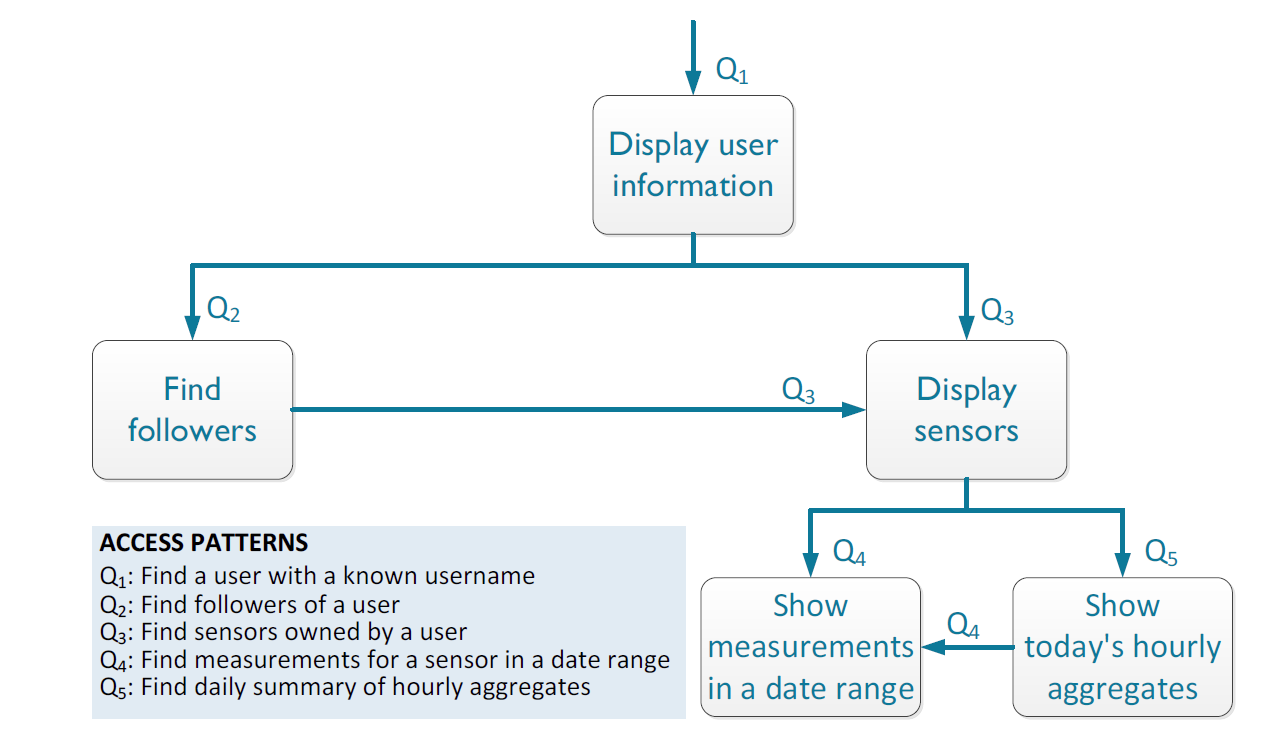 Q1
Display user
information
Q2
Q3
Find
followers
Q3
Display
sensors
ACCESS PATTERNS
Q1: Find a user with a known username
Q2: Find followers of a user
Q3: Find sensors owned by a user
Q4: Find measurements for a sensor in a date range
Q5: Find daily summary of hourly aggregates
Q4
Q5
Show
measurements
in a date range
Q4
Show
today's hourly
aggregates